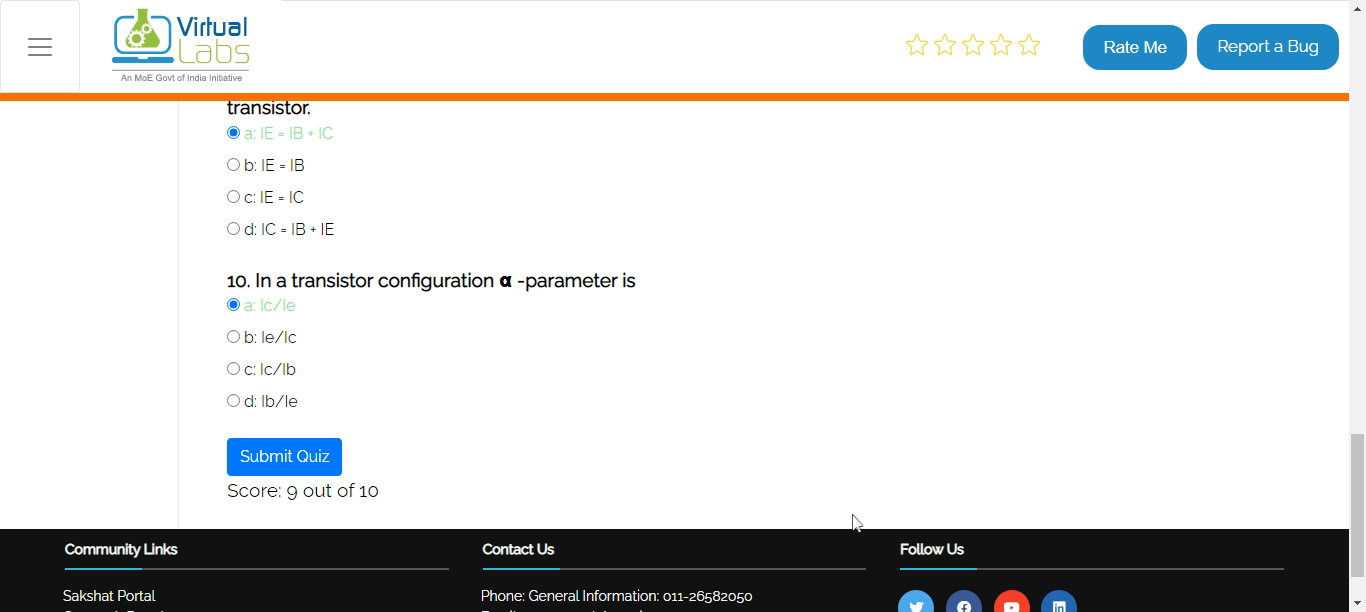 Virtual
Labs
An MoE Govt of India Initiative
Rate Me
Report a Bug
transistor.
a: IE = IB + IC
b: IE = IB
c: IE = IC
d: IC = IB + IE
10. In a transistor configuration α -parameter is
a: Ic/Ie
b: Ie/Ic
c: Ic/Ib
d: Ib/Ie
Submit Quiz
Score: 9 out of 10
Community Links
Contact Us
Follow Us
Sakshat Portal
Phone: General Information: 011-26582050